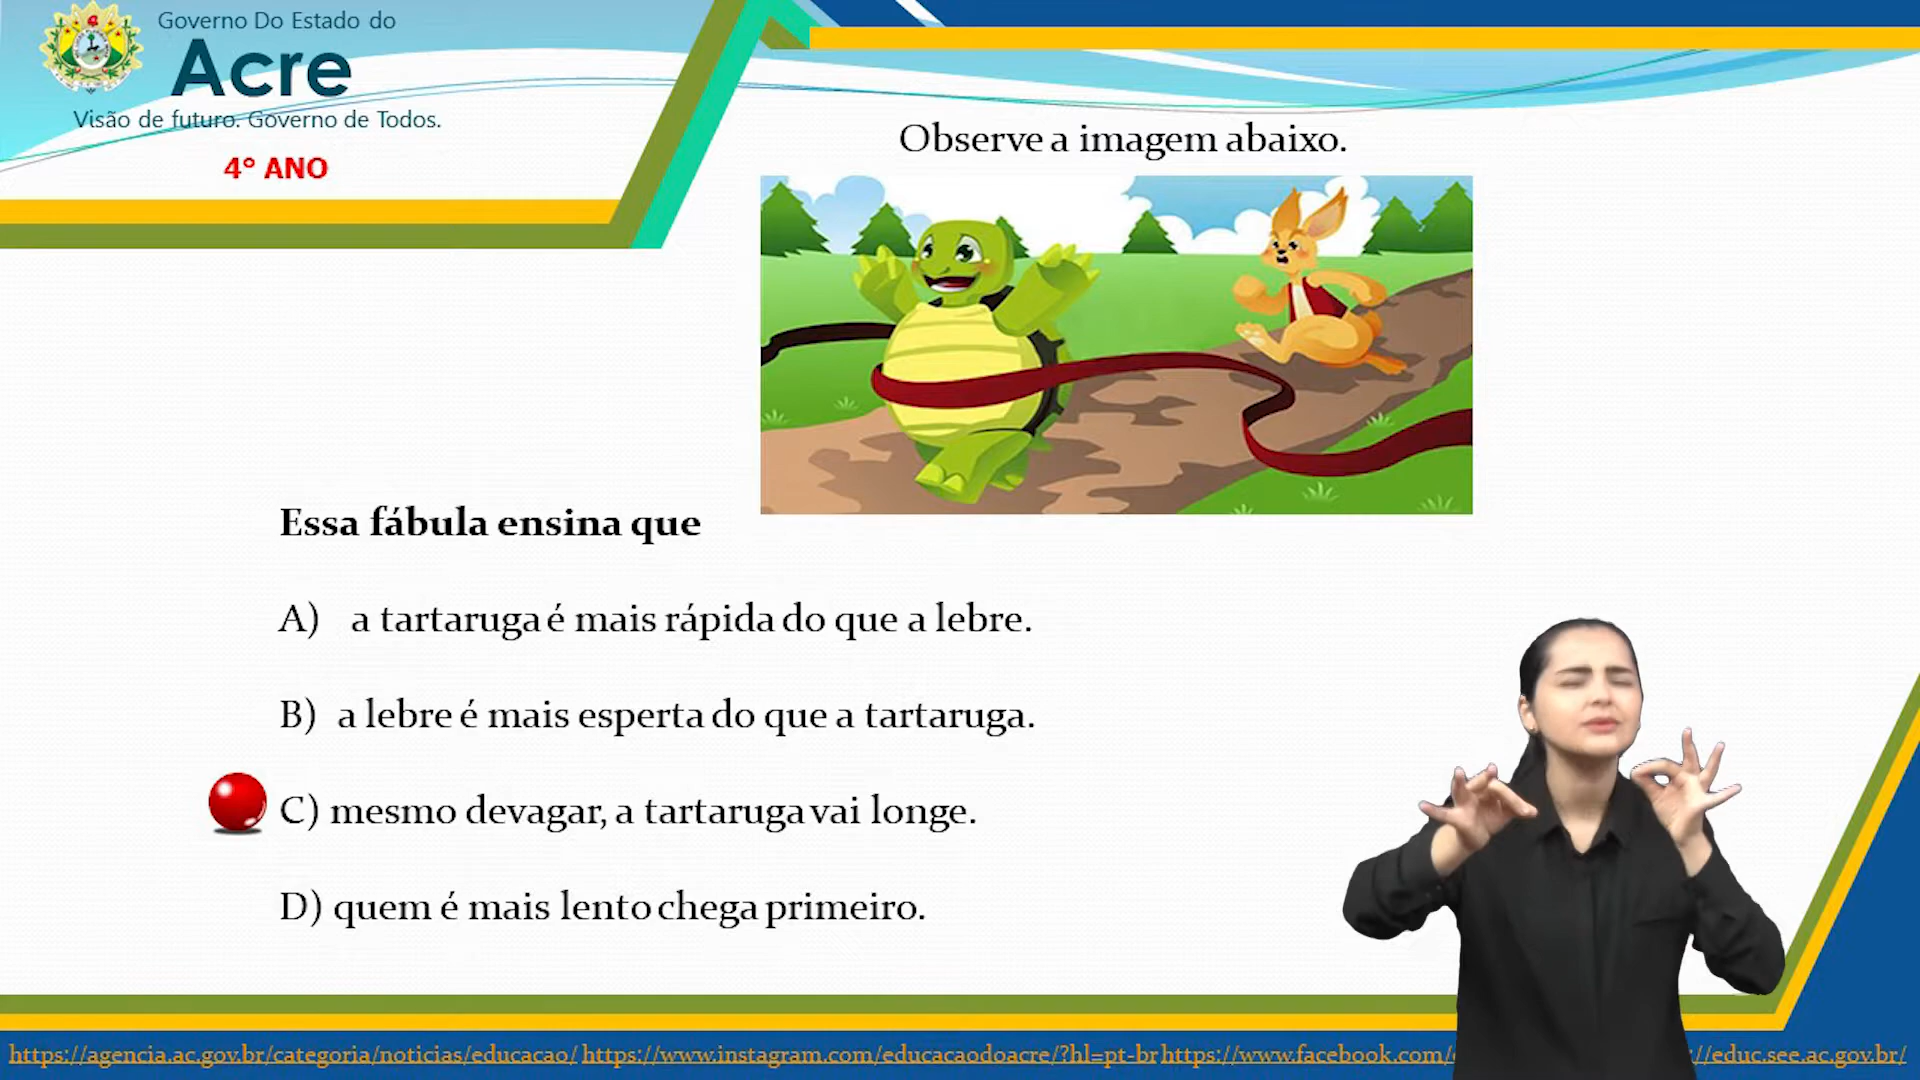 Governo Do Estado do
Acre
Visão de futuro. Governo de Todos.
4° ANO
Observe a imagem abaixo.
Essa fábula ensina que
A) a tartaruga é mais rápida do que a lebre.
B) a lebre é mais esperta do que a tartaruga.
C) mesmo devagar, a tartaruga vai longe.
D) quem é mais lento chega primeiro.
https://agencia.ac.gov.br/categoria/noticias/educacao/ https://www.instagram.com/educacaodoacre/?hl=pt-br https://www.facebook.com/ //educ.see.ac.gov.br/